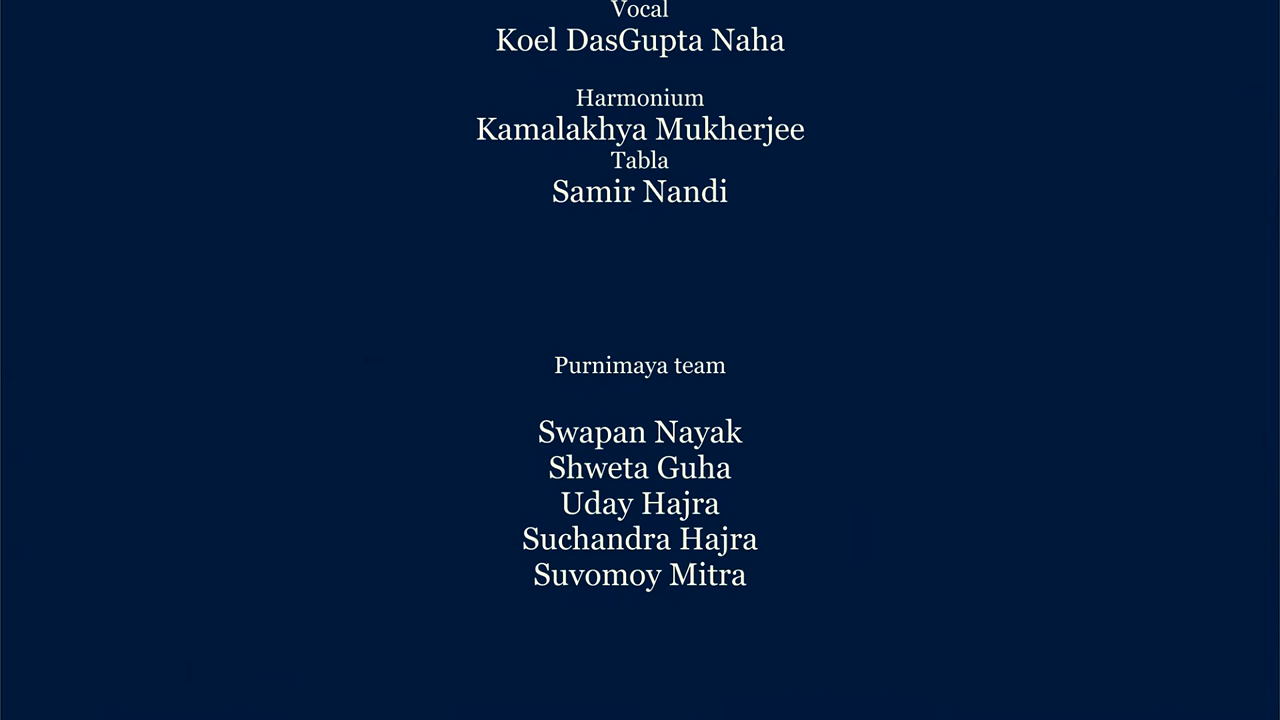 Vocal
Koel DasGupta Naha
Harmonium
Kamalakhya Mukherjee
Tabla
Samir Nandi
Purnimaya team
Swapan Nayak
Shweta Guha
Uday Hajra
Suchandra Hajra
Suvomoy Mitra